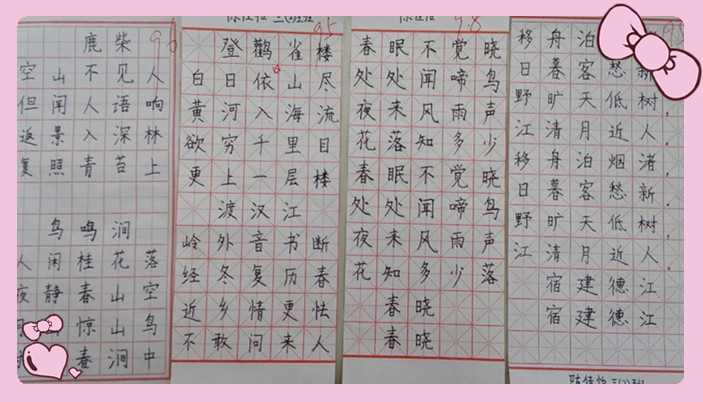 96
鹿柴
空山不见人
但闻人语响
返景入深林
复照青苔上
鸟鸣涧
人闲桂花落
夜静春山空
惊山鸟
春涧中
95
登鹳雀楼
白日依山尽
黄河入海流
欲穷千里目
更上一层楼
渡汉江
岭外音书断
经冬复历春
近乡情更怯
不敢问来人
98
春眠不觉晓
处处闻啼鸟
夜来风雨声
花落知多少
春眠不觉晓
处处闻啼鸟
夜来风雨声
花知多少落
春晓
春晓
移舟泊
日暮客愁新
野旷天低树，
江清月近人。
移舟泊烟渚，
日暮客愁新，
野旷天低树，
江清月近人。
宿建德江
宿建德江